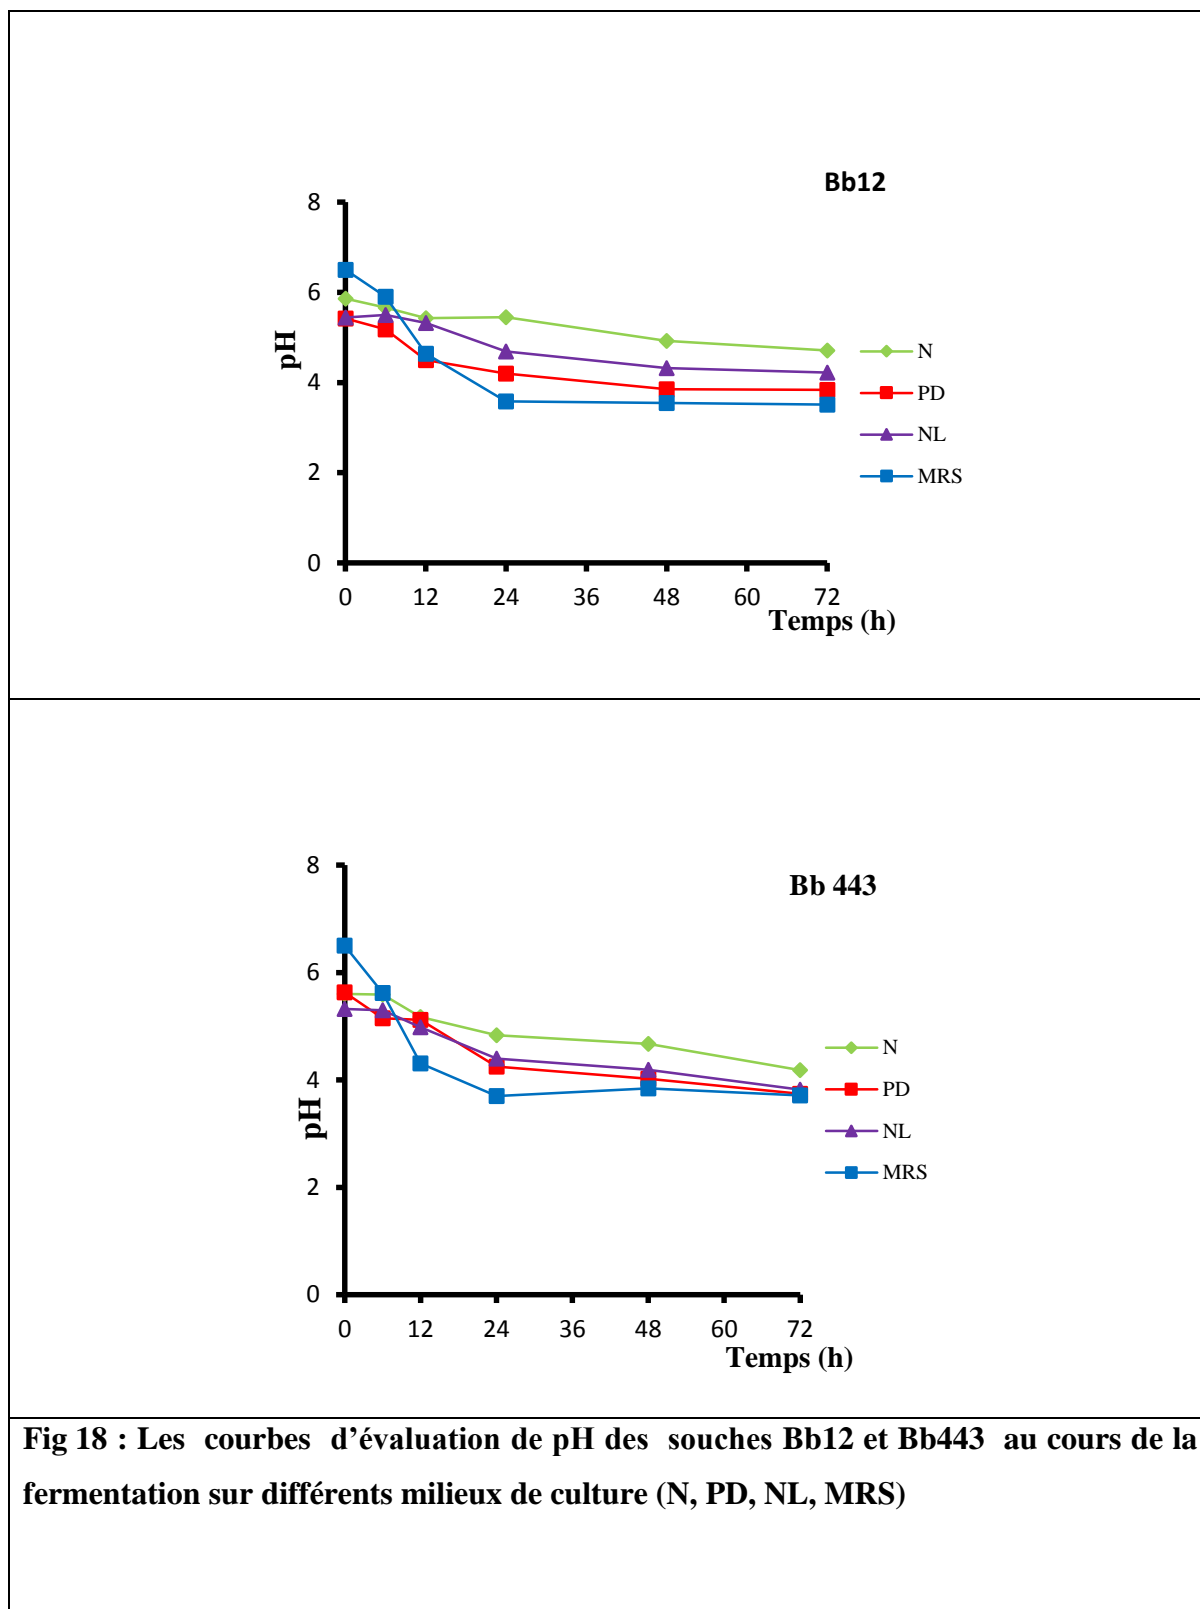 Bb12
8
6
4
2
0
pH
0 12 24 36 48 60 72
Temps (h)
N
PD
NL
MRS
Bb 443
8
6
4
2
0
pH
0 12 24 36 48 60 72
Temps (h)
N
PD
NL
MRS
Fig 18 : Les courbes d’évaluation de pH des souches Bb12 et Bb443 au cours de la
fermentation sur différents milieux de culture (N, PD, NL, MRS)